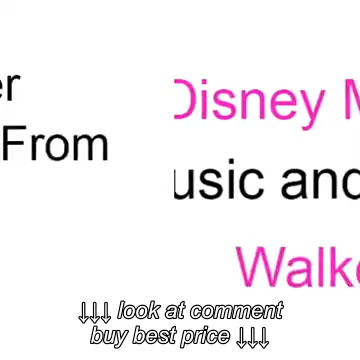 er
From
Disney M
usic and
Walke
↓↓↓ look at comment
buy best price ↓↓↓